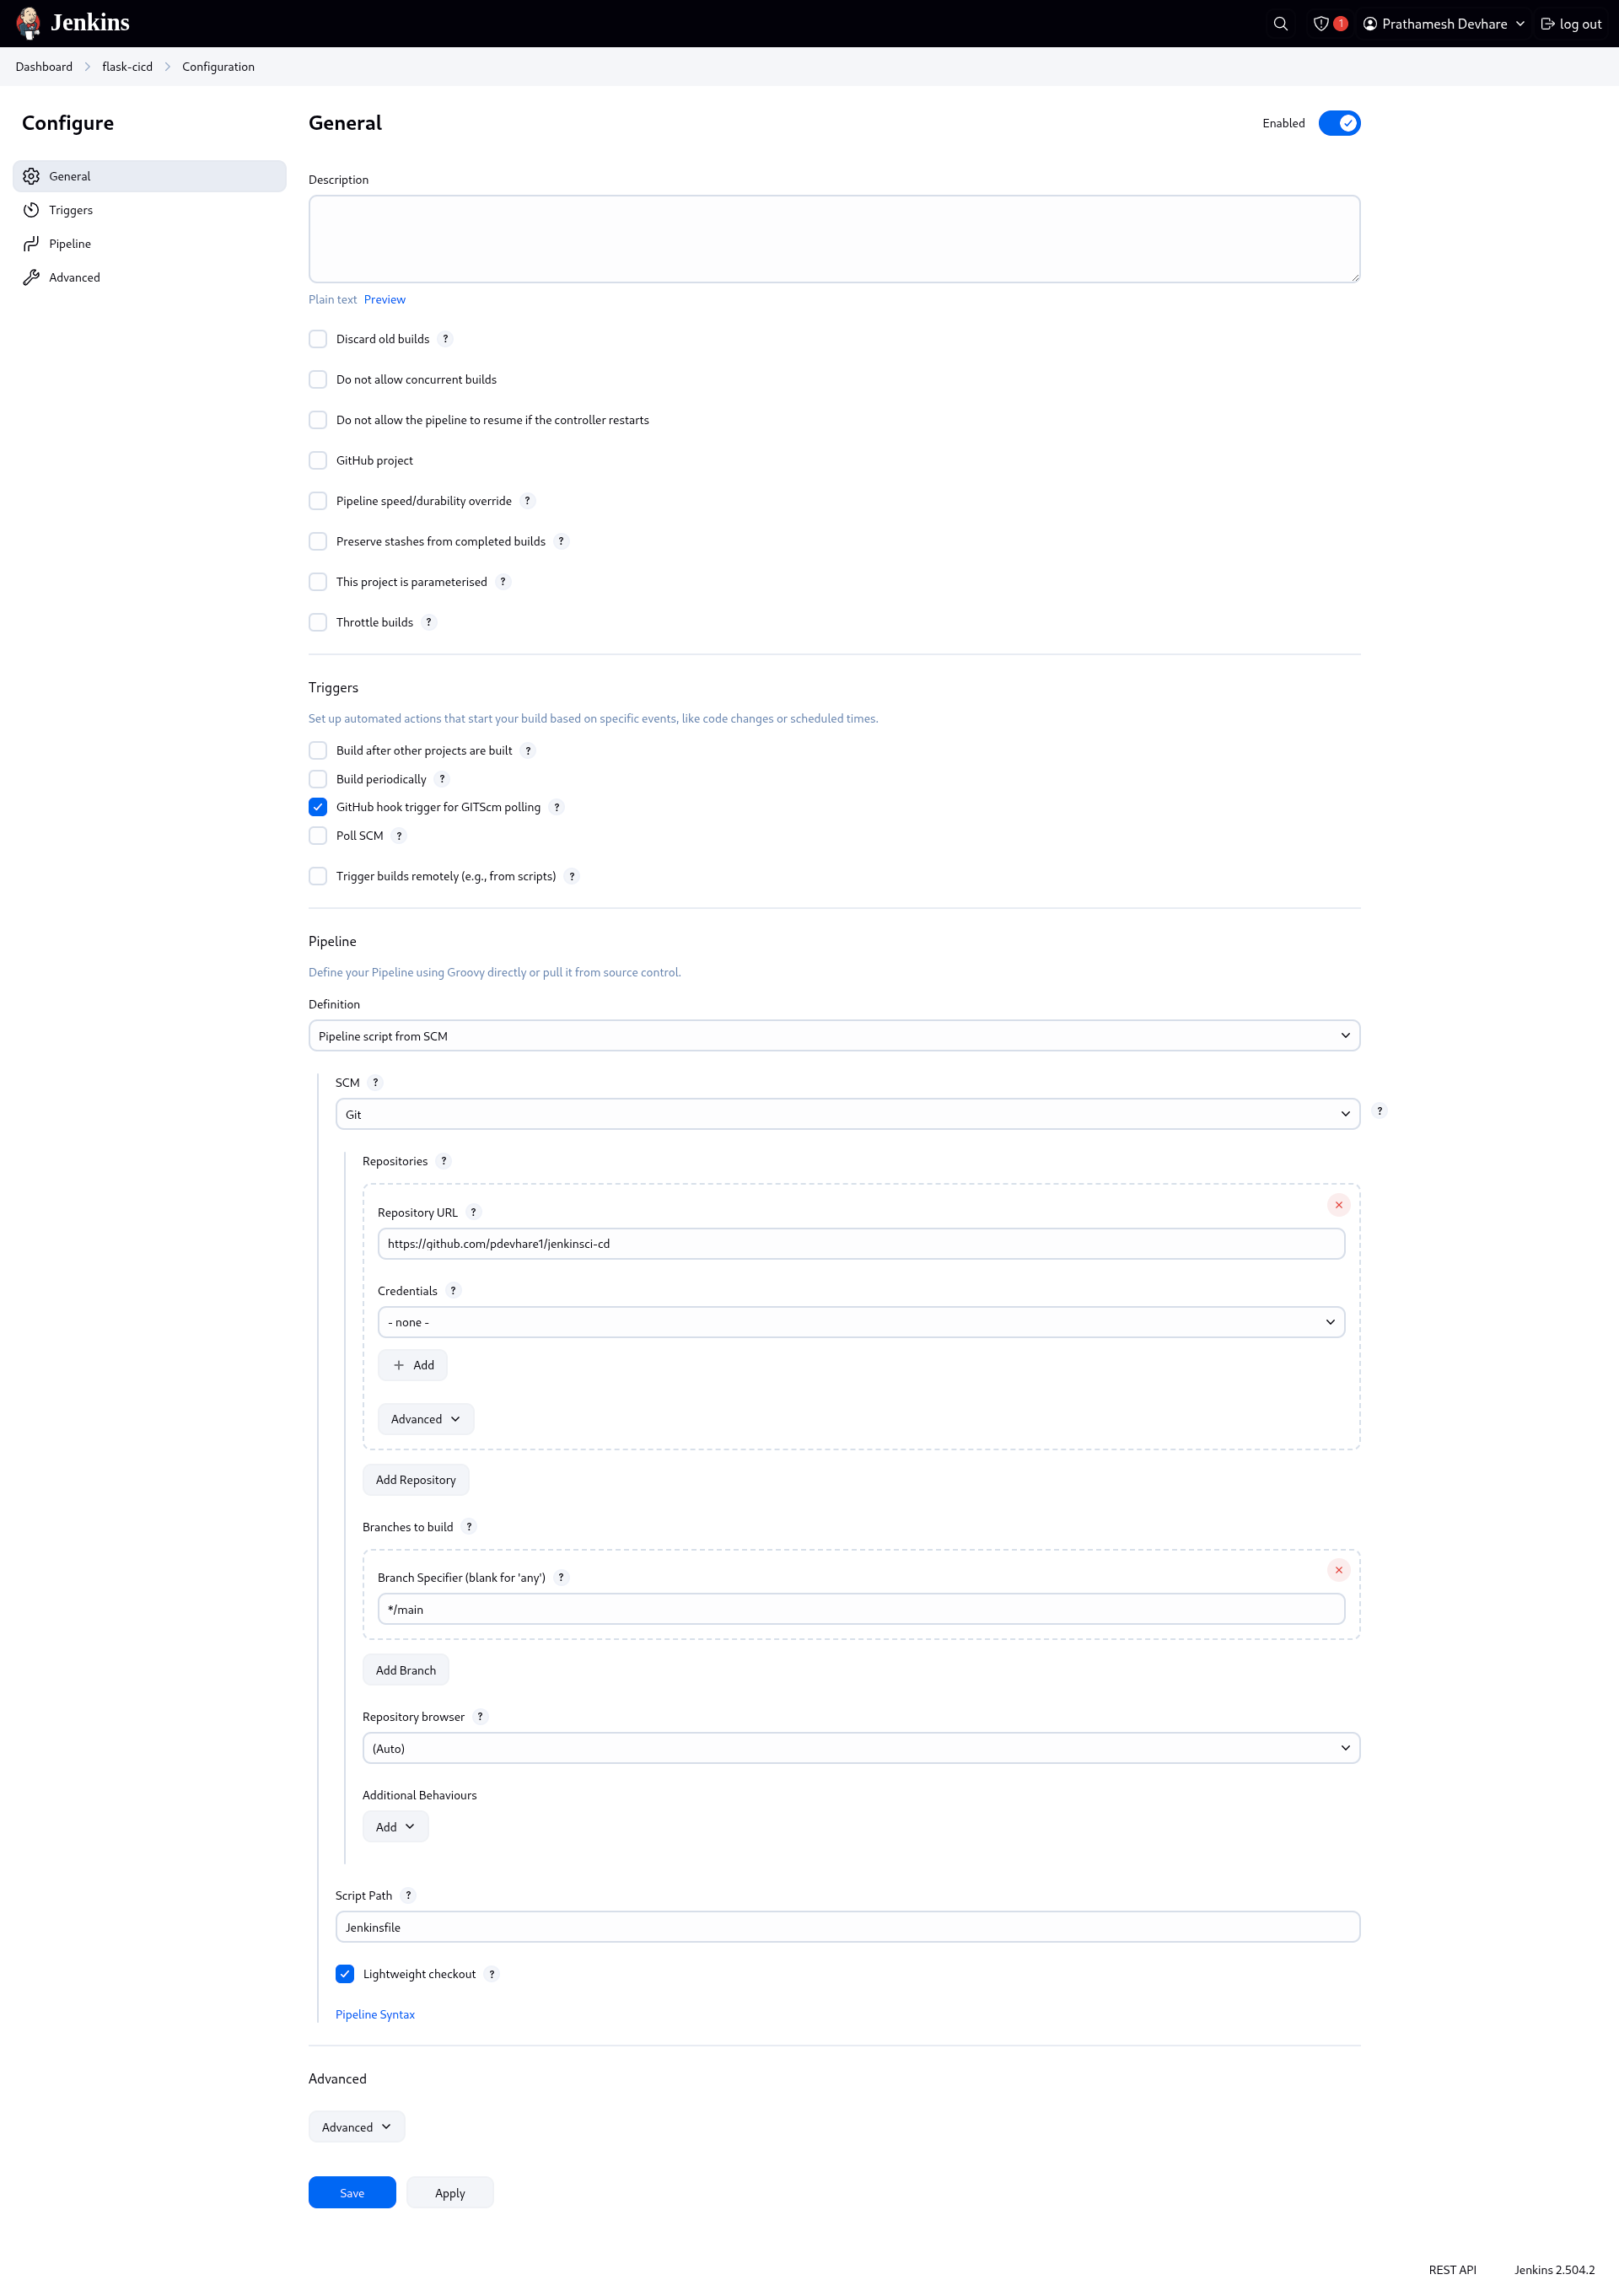 Jenkins
1
Prathamesh Devhare
log out
Dashboard
flask-cicd
Configuration
Configure
General
Triggers
Pipeline
Advanced
General
Enabled
Description
Plain text Preview
Discard old builds ?
Do not allow concurrent builds
Do not allow the pipeline to resume if the controller restarts
GitHub project
Pipeline speed/durability override ?
Preserve stashes from completed builds ?
This project is parameterised ?
Throttle builds ?
Triggers
Set up automated actions that start your build based on specific events, like code changes or scheduled times.
Build after other projects are built ?
Build periodically ?
GitHub hook trigger for GITScm polling ?
Poll SCM ?
Trigger builds remotely (e.g., from scripts) ?
Pipeline
Define your Pipeline using Groovy directly or pull it from source control.
Definition
Pipeline script from SCM
SCM ?
Git
?
Repositories ?
Repository URL ?
https://github.com/pdevhare1/jenkinsci-cd
Credentials ?
- none -
Add
Advanced
Add Repository
Branches to build ?
Branch Specifier (blank for 'any') ?
*/main
Add Branch
Repository browser ?
(Auto)
Additional Behaviours
Add
Script Path ?
Jenkinsfile
Lightweight checkout ?
Pipeline Syntax
Advanced
Advanced
Save
Apply
REST API
Jenkins 2.504.2